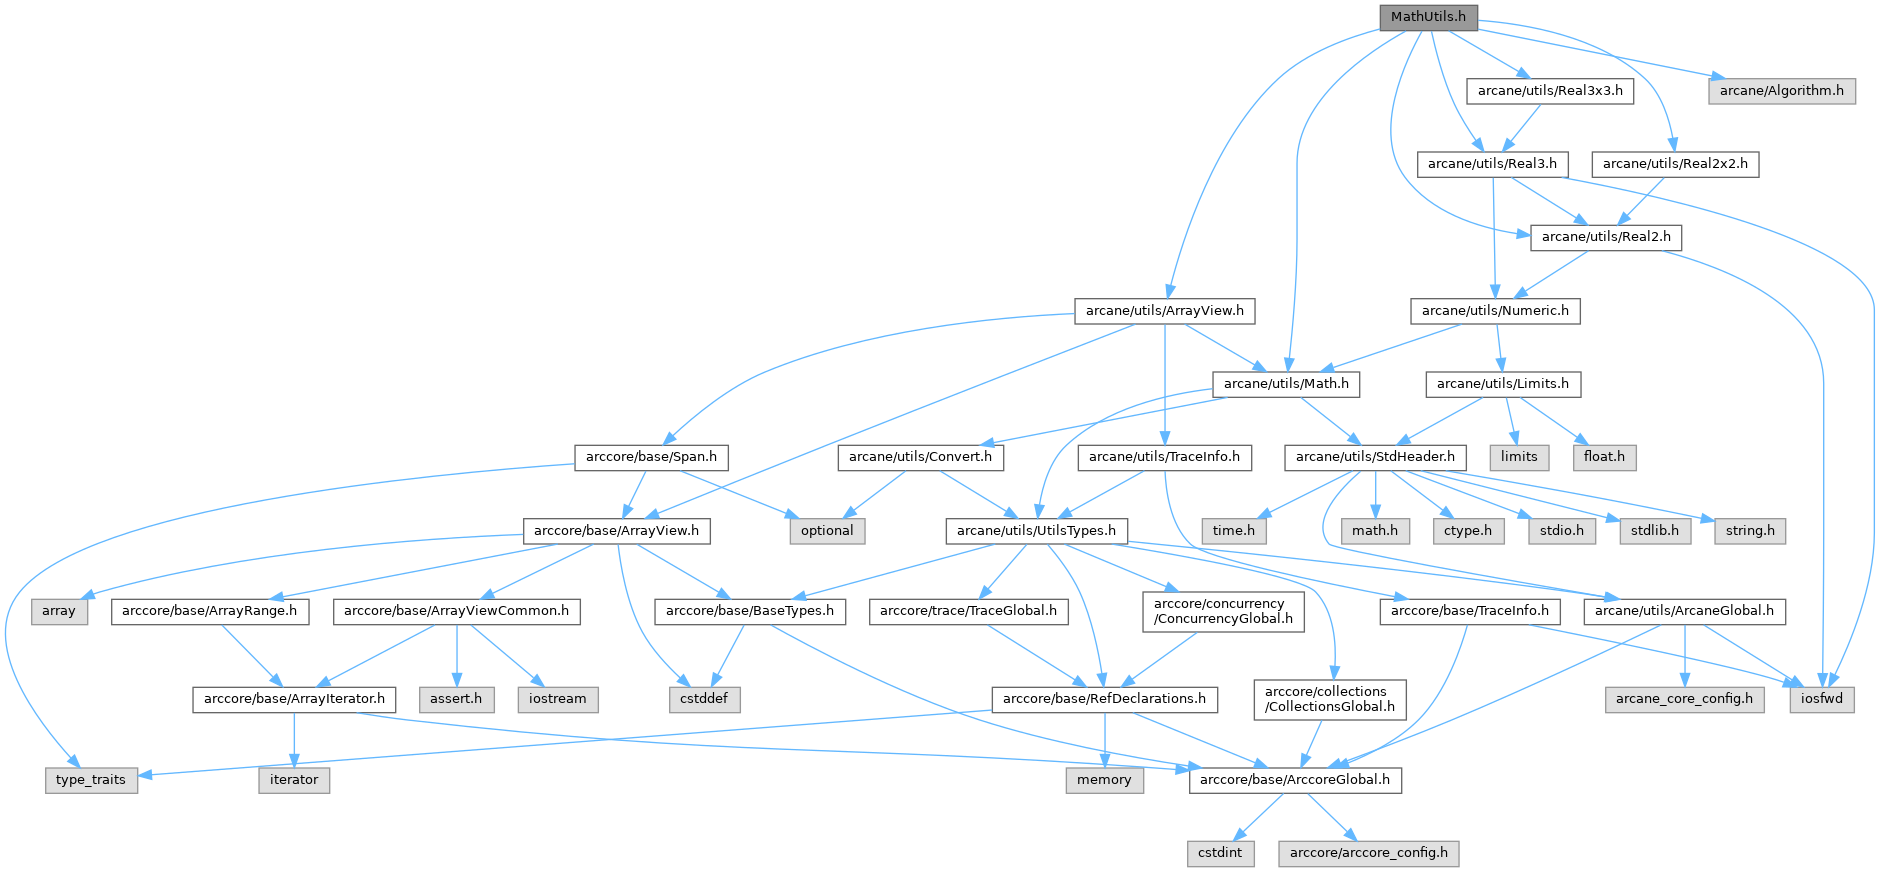 MathUtils.h
arcane/utils/Real3x3.h
arcane/Algorithm.h
arcane/utils/Real3.h
arcane/utils/Real2x2.h
arcane/utils/Real2.h
arcane/utils/ArrayView.h
arcane/utils/Numeric.h
arcane/utils/Math.h
arcane/utils/Limits.h
arccore/base/Span.h
arcane/utils/Convert.h
arcane/utils/TraceInfo.h
arcane/utils/StdHeader.h
limits
float.h
arccore/base/ArrayView.h
optional
arcane/utils/UtilsTypes.h
time.h
math.h
ctype.h
stdio.h
stdlib.h
string.h
array
arccore/base/ArrayRange.h
arccore/base/ArrayViewCommon.h
arccore/base/BaseTypes.h
arccore/trace/TraceGlobal.h
arccore/concurrency
/ConcurrencyGlobal.h
arccore/base/TraceInfo.h
arcane/utils/ArcaneGlobal.h
arccore/base/ArrayIterator.h
assert.h
iostream
cstddef
arccore/base/RefDeclarations.h
arccore/collections
/CollectionsGlobal.h
arcane_core_config.h
iosfwd
type_traits
iterator
memory
arccore/base/ArccoreGlobal.h
cstdint
arccore/arccore_config.h